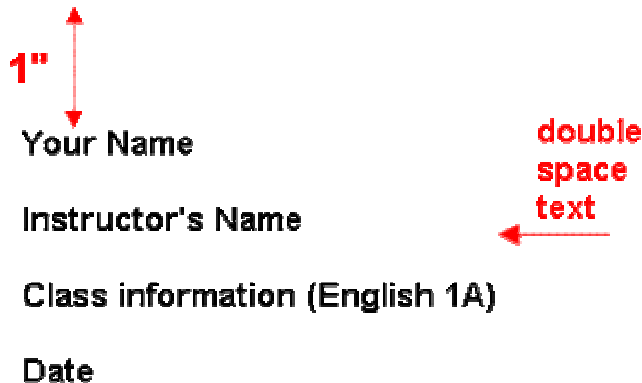 1"
Your Name
double
space
text
Instructor's Name
Class information (English 1A)
Date